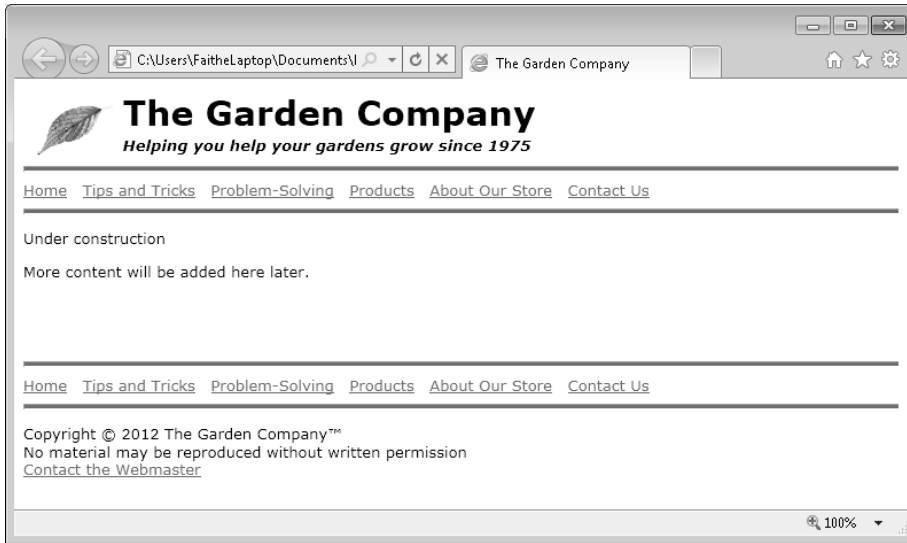 C:\Users\FaitheLaptop\Documents\
The Garden Company
The Garden Company
Helping you help your gardens grow since 1975
Home Tips and Tricks Problem-Solving Products About Our Store Contact Us
Under construction
More content will be added here later.
Home Tips and Tricks Problem-Solving Products About Our Store Contact Us
Copyright © 2012 The Garden Company™
No material may be reproduced without written permission
Contact the Webmaster
100%